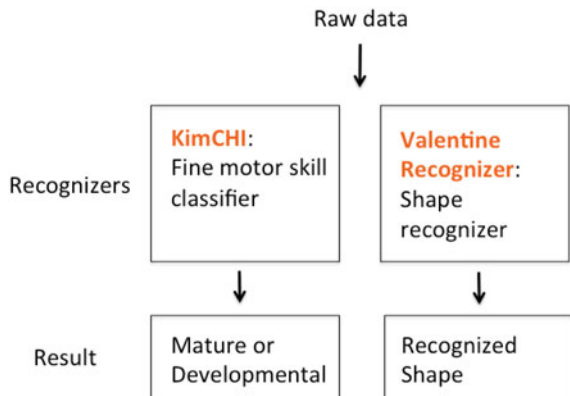 Raw data
Recognizers
KimCHI:
Fine motor skill
classifier
Valentine
Recognizer:
Shape
recognizer
Result
Mature or
Developmental
Recognized
Shape